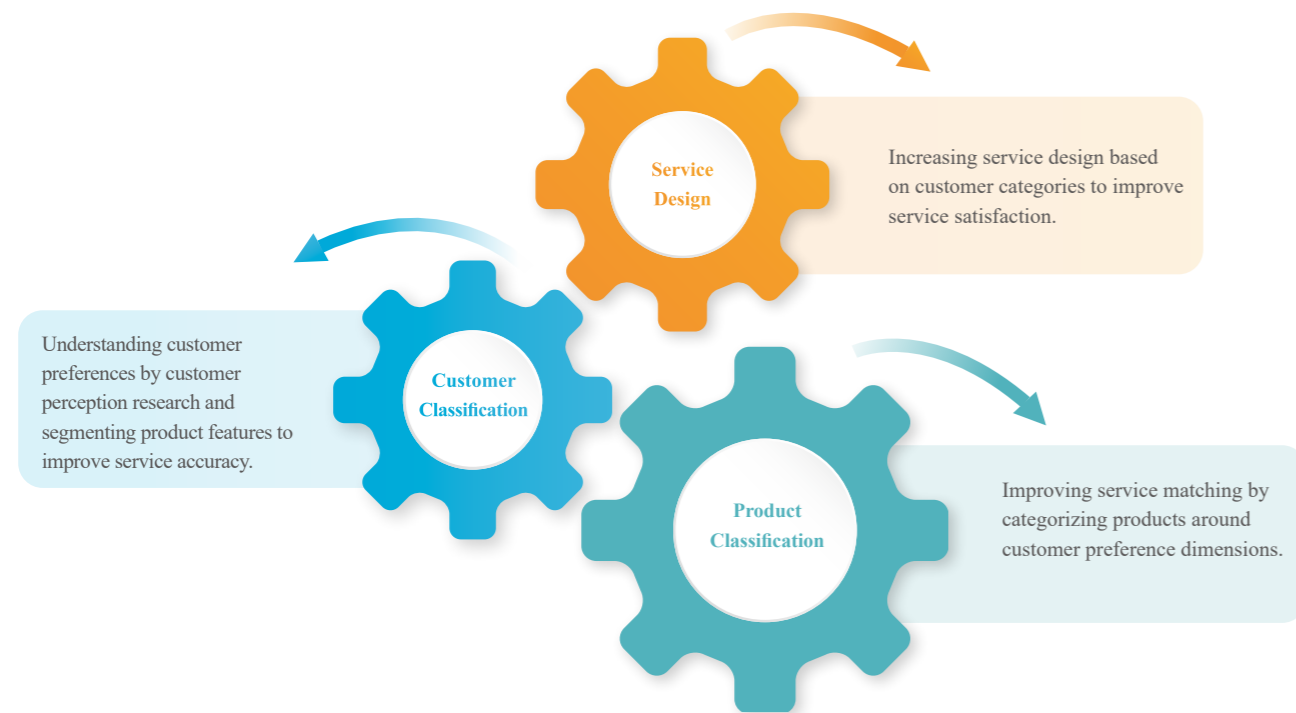 Service
Design
Increasing service design based
on customer categories to improve
service satisfaction.
Understanding customer
preferences by customer
perception research and
segmenting product features to
improve service accuracy.
Customer
Classification
Product
Classification
Improving service matching by
categorizing products around
customer preference dimensions.